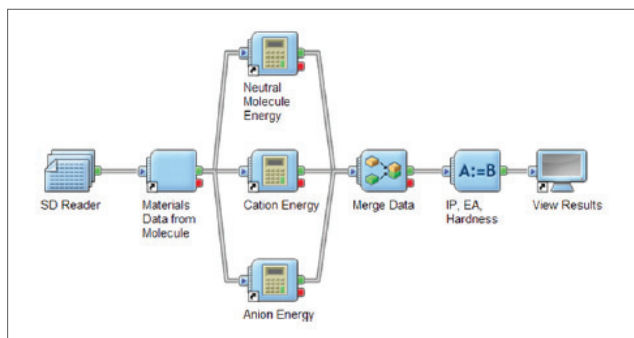 Neutral
Molecule
Energy
SD Reader
Materials
Data from
Molecule
Cation Energy
Merge Data
A:=B
IP, EA,
Hardness
View Results
Anion Energy